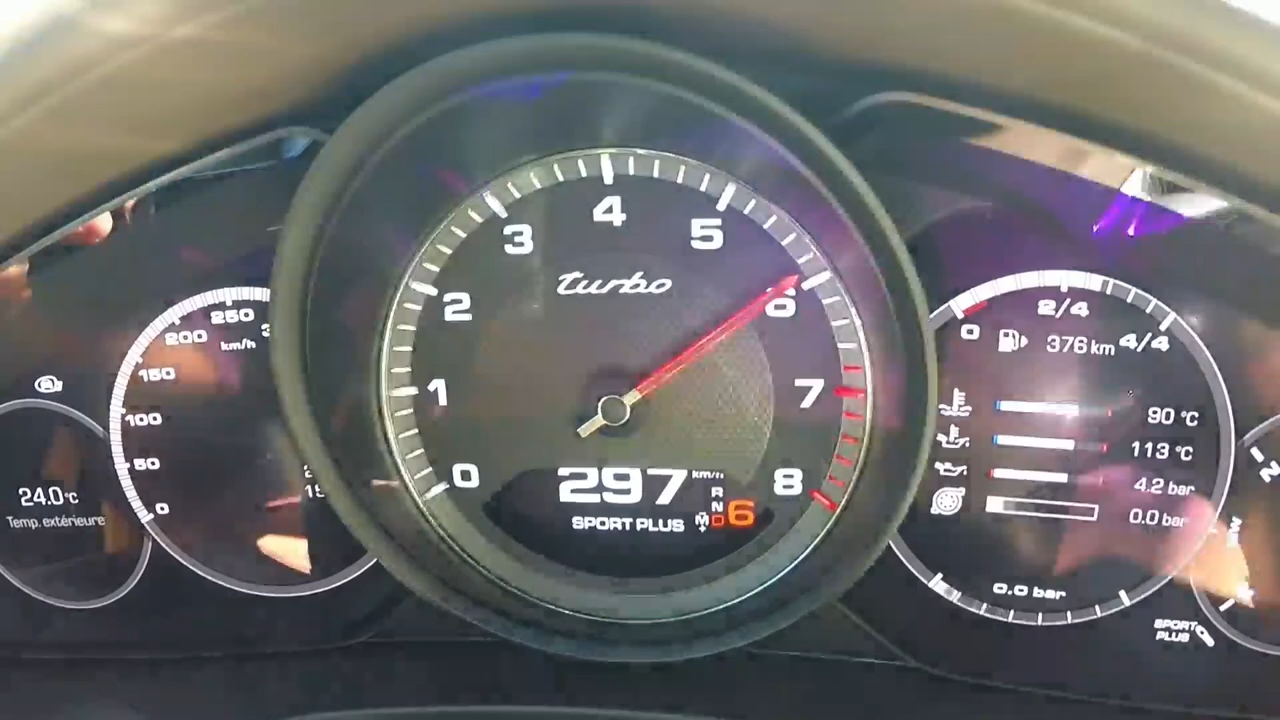 24.0°C
Temp. extérieure
250
200
km/h
150
100
50
0
turbo
0
1
2
3
4
5
6
7
8
297 km/h
SPORT PLUS
R
N
D
M
6
0
2/4
4/4
376 km
90 °C
113 °C
4.2 bar
0.0 bar
0.0 bar
SPORT
PLUS